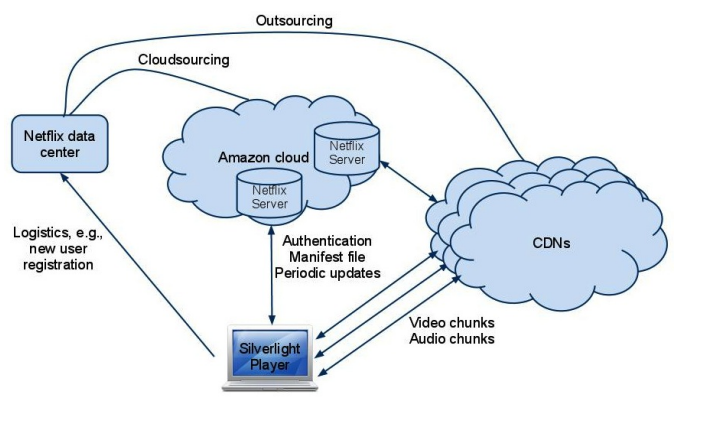 Outsourcing
Cloudsourcing
Netflix data
center
Amazon cloud
Netflix
Server
Netflix
Server
Logistics, e.g.,
new user
registration
Authentication
Manifest file
Periodic updates
CDNs
Video chunks
Audio chunks
Silverlight
Player